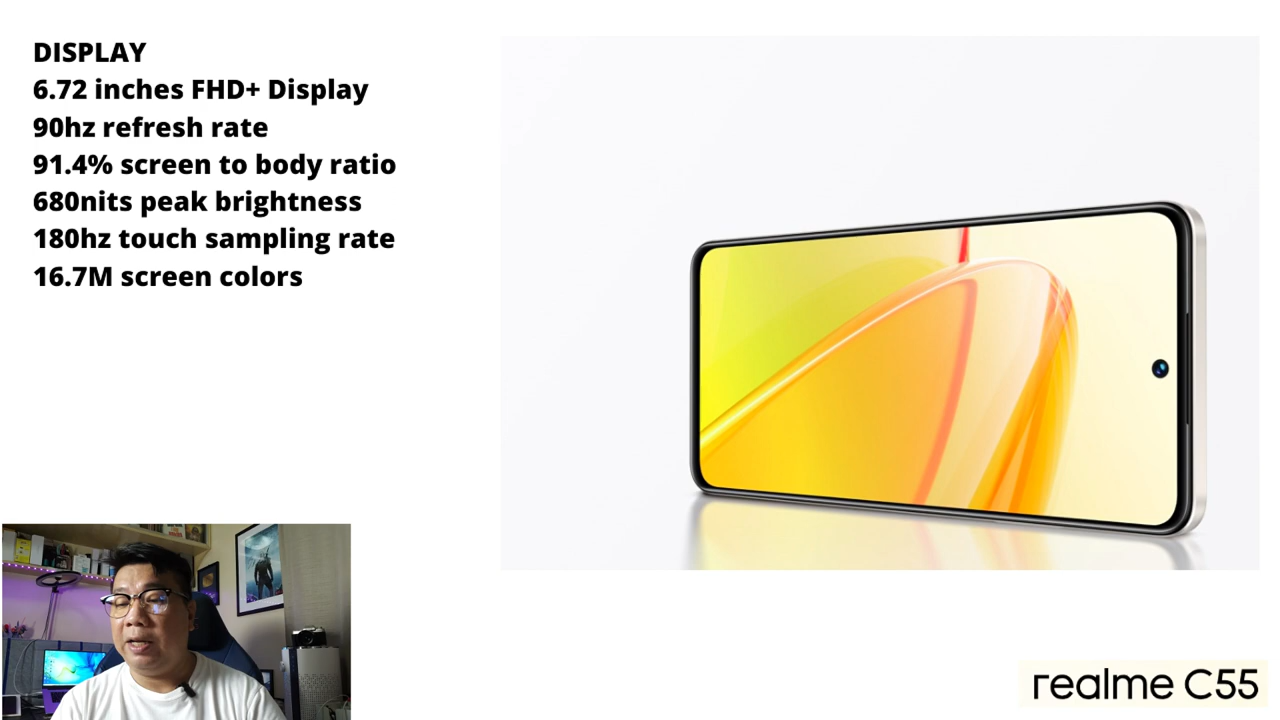 DISPLAY
6.72 inches FHD+ Display
90hz refresh rate
91.4% screen to body ratio
680nits peak brightness
180hz touch sampling rate
16.7M screen colors
realme C55